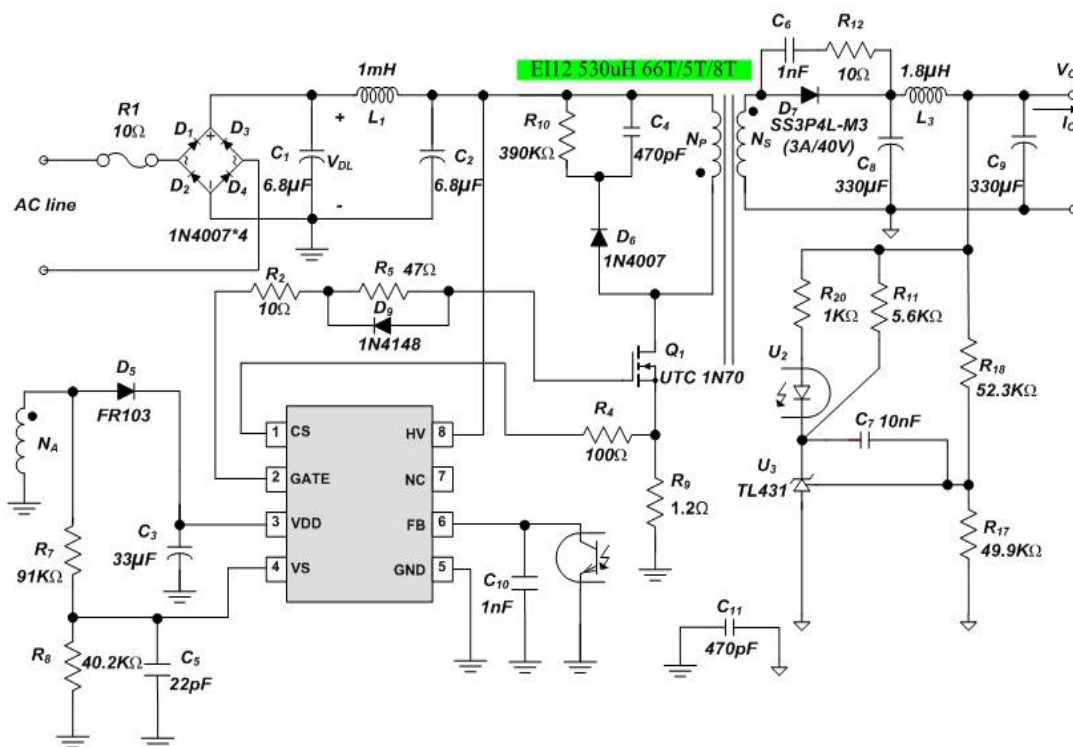 EI12 530uH 66T/5T/8T
C6
1nF
R12
10Ω
1mH
L1
1.8µH
L3
VO
IO
R1
10Ω
D1
D3
D2
D4
+
VDL
-
C1
6.8µF
C2
6.8µF
R10
390KΩ
C4
470pF
NP
NS
D7
SS3P4L-M3
(3A/40V)
C8
330µF
C9
330µF
AC line
1N4007*4
D6
1N4007
R2
10Ω
R5 47Ω
D9
1N4148
Q1
UTC 1N70
R20
1KΩ
R11
5.6KΩ
U2
R18
52.3KΩ
D5
FR103
NA
R4
100Ω
C7 10nF
U3
TL431
R9
1.2Ω
R17
49.9KΩ
1 CS
2 GATE
3 VDD
4 VS
HV 8
NC 7
FB 6
GND 5
C3
33µF
R7
91KΩ
C10
1nF
R8
40.2KΩ
C5
22pF
C11
470pF